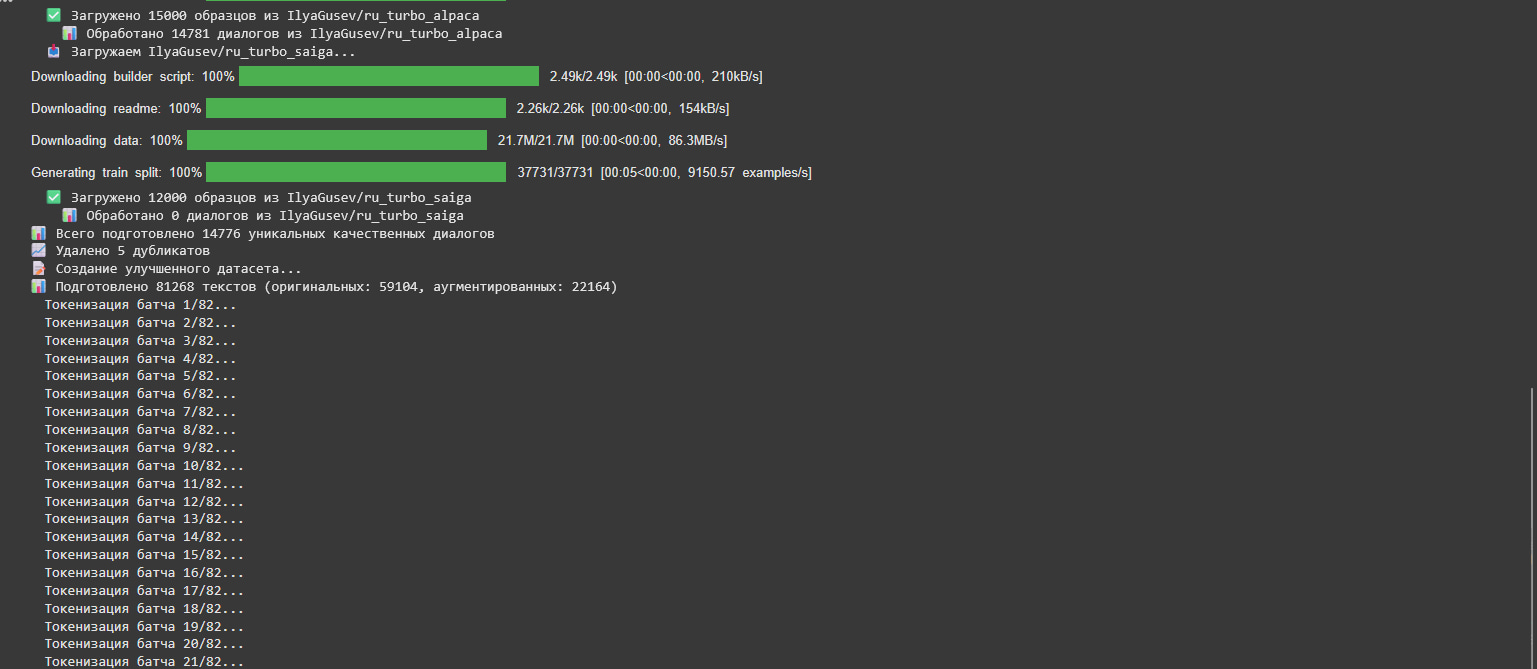 ✅ Загружено 15000 образцов из IlyaGusev/ru_turbo_alpaca
📊 Обработано 14781 диалогов из IlyaGusev/ru_turbo_alpaca
📥 Загружаем IlyaGusev/ru_turbo_saiga...
Downloading builder script: 100% 2.49k/2.49k [00:00<00:00, 210kB/s]
Downloading readme: 100% 2.26k/2.26k [00:00<00:00, 154kB/s]
Downloading data: 100% 21.7M/21.7M [00:00<00:00, 86.3MB/s]
Generating train split: 100% 37731/37731 [00:05<00:00, 9150.57 examples/s]
✅ Загружено 12000 образцов из IlyaGusev/ru_turbo_saiga
📊 Обработано 0 диалогов из IlyaGusev/ru_turbo_saiga
📊 Всего подготовлено 14776 уникальных качественных диалогов
📈 Удалено 5 дубликатов
📝 Создание улучшенного датасета...
📊 Подготовлено 81268 текстов (оригинальных: 59104, аугментированных: 22164)
Токенизация батча 1/82...
Токенизация батча 2/82...
Токенизация батча 3/82...
Токенизация батча 4/82...
Токенизация батча 5/82...
Токенизация батча 6/82...
Токенизация батча 7/82...
Токенизация батча 8/82...
Токенизация батча 9/82...
Токенизация батча 10/82...
Токенизация батча 11/82...
Токенизация батча 12/82...
Токенизация батча 13/82...
Токенизация батча 14/82...
Токенизация батча 15/82...
Токенизация батча 16/82...
Токенизация батча 17/82...
Токенизация батча 18/82...
Токенизация батча 19/82...
Токенизация батча 20/82...
Токенизация батча 21/82...